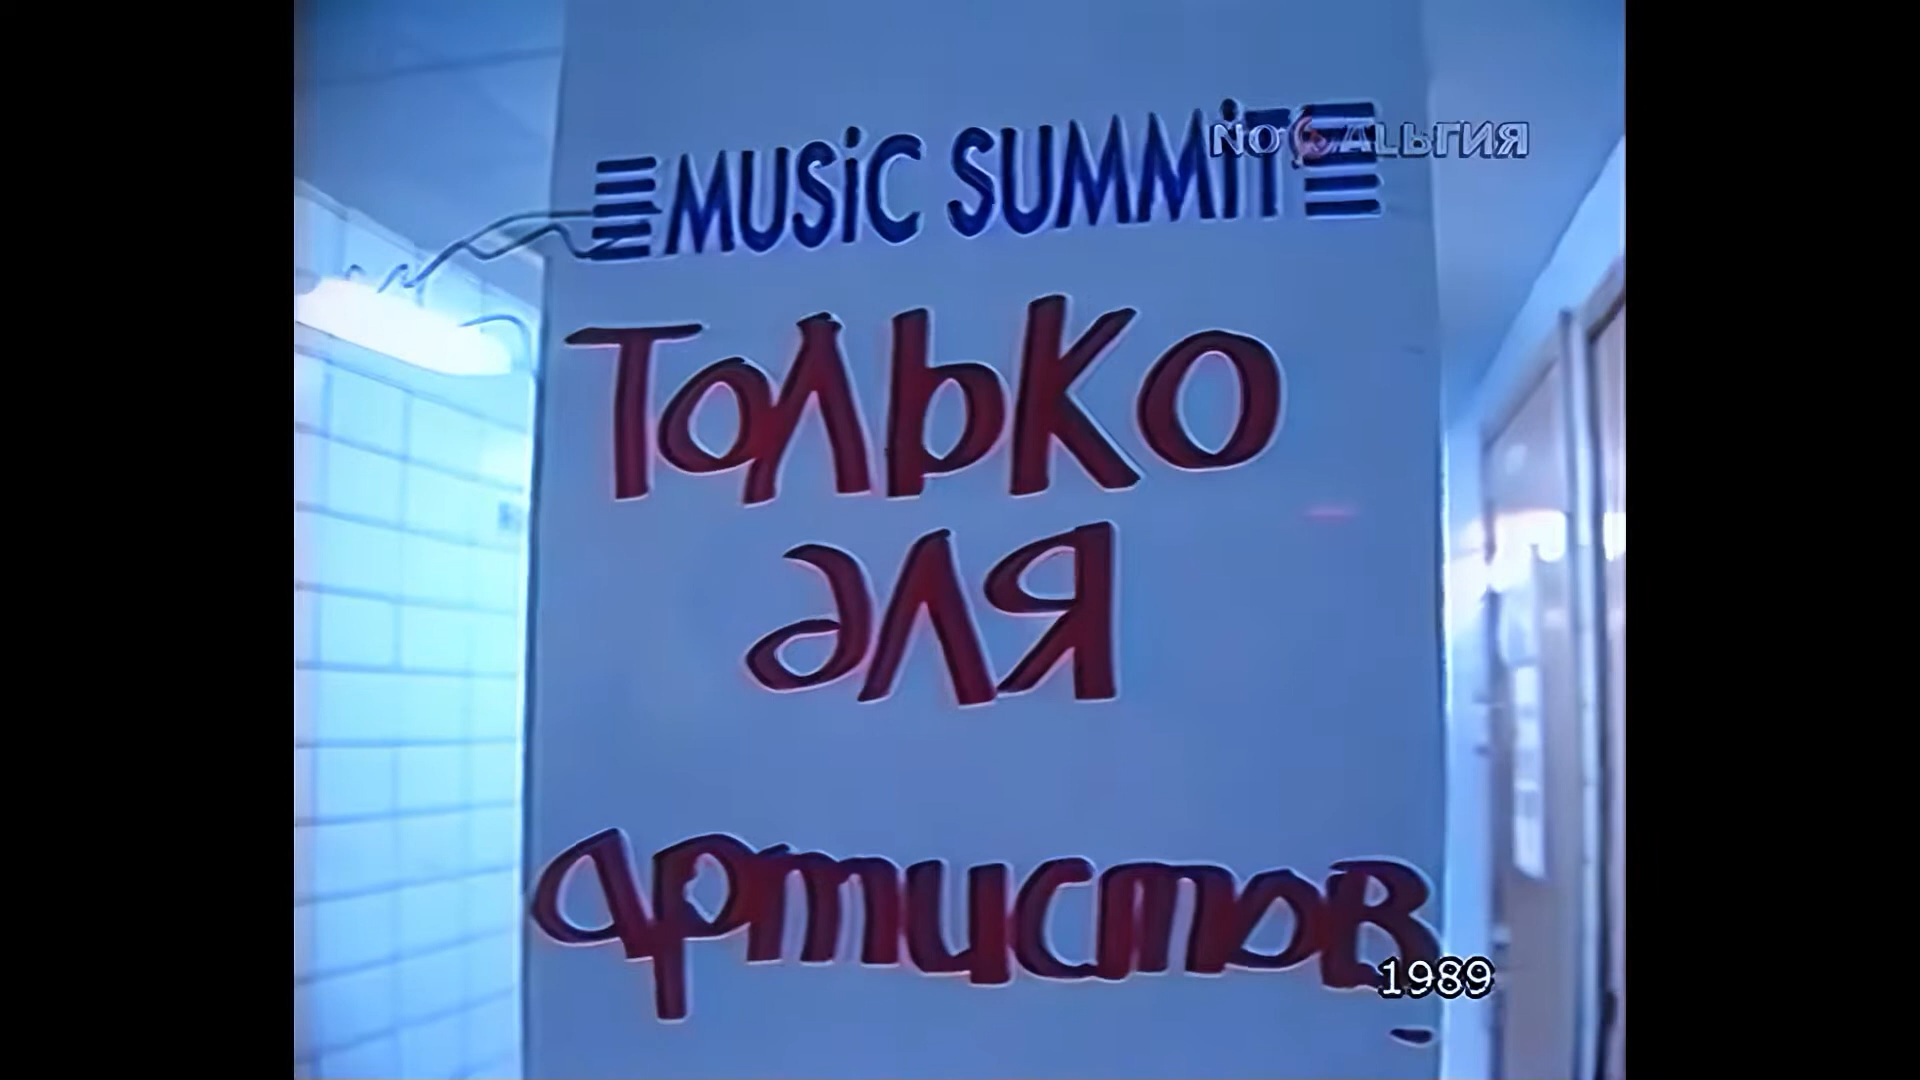 MUSiC SUMMiT
NOСТАЛЬГИЯ
Только
для
артистов
1989